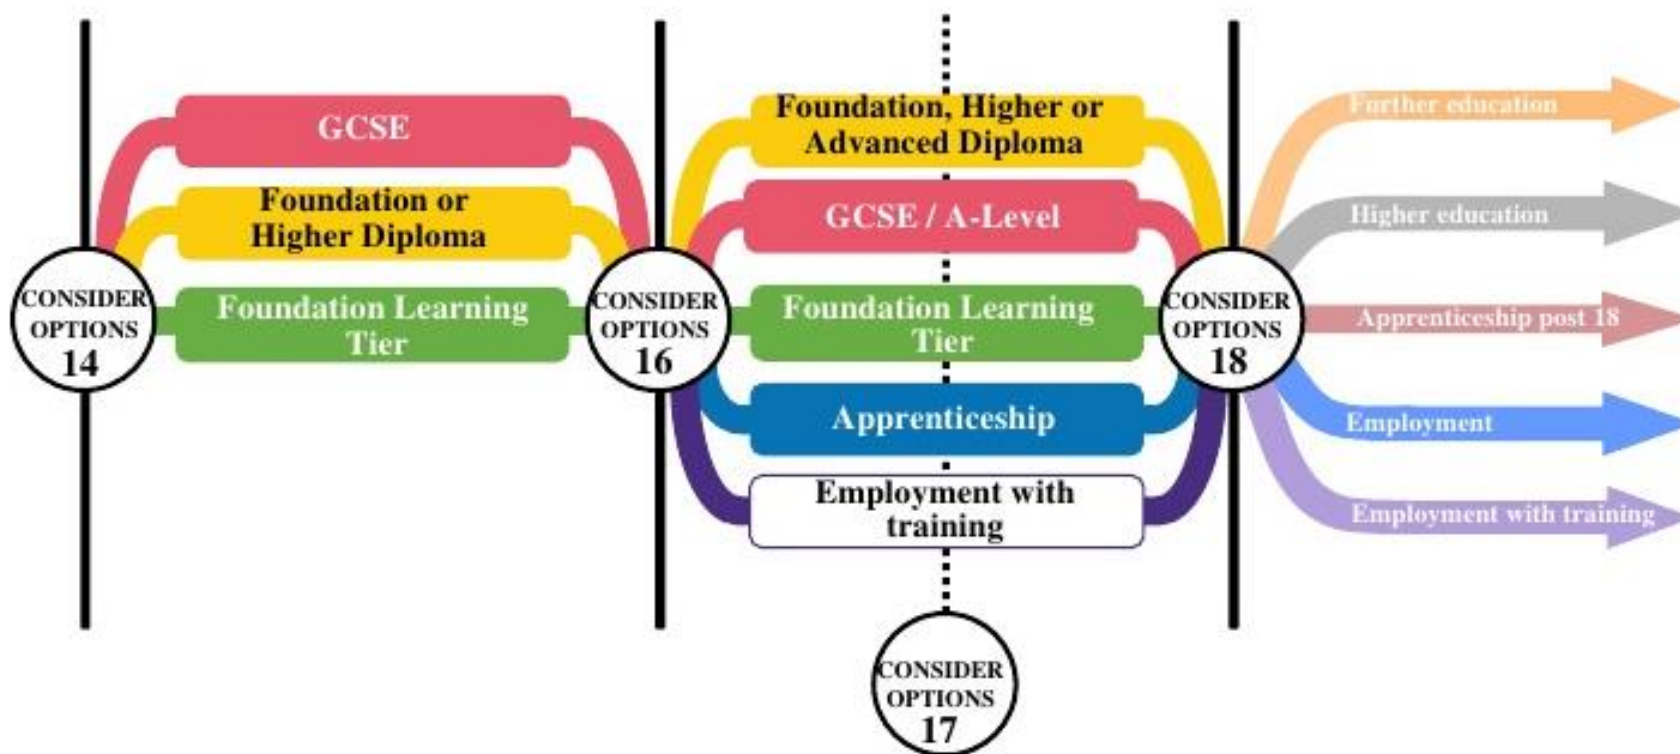 GCSE
Foundation or
Higher Diploma
Foundation Learning
Tier
CONSIDER
OPTIONS
14
CONSIDER
OPTIONS
16
Foundation, Higher or
Advanced Diploma
GCSE / A-Level
Foundation Learning
Tier
Apprenticeship
Employment with
training
CONSIDER
OPTIONS
17
CONSIDER
OPTIONS
18
Further education
Higher education
Apprenticeship post 18
Employment
Employment with training